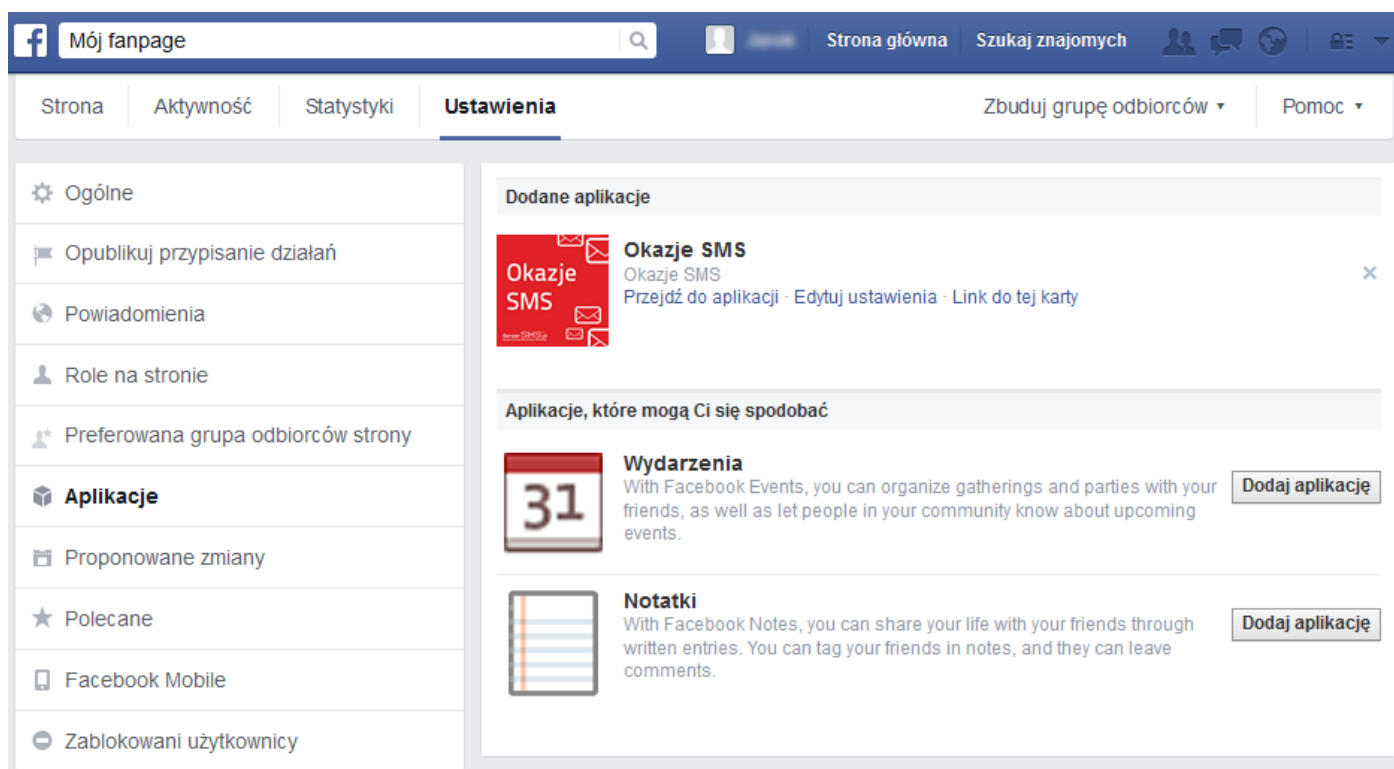 f
Mój fanpage
Strona główna
Szukaj znajomych
Strona
Aktywność
Statystyki
Ustawienia
Zbuduj grupę odbiorców
Pomoc
Ogólne
Opublikuj przypisanie działań
Powiadomienia
Role na stronie
Preferowana grupa odbiorców strony
Aplikacje
Proponowane zmiany
Polecane
Facebook Mobile
Zablokowani użytkownicy
Dodane aplikacje
Okazje
SMS
Okazje SMS
Okazje SMS
Przejdź do aplikacji · Edytuj ustawienia · Link do tej karty
Aplikacje, które mogą Ci się spodobać
31
Wydarzenia
With Facebook Events, you can organize gatherings and parties with your
friends, as well as let people in your community know about upcoming
events.
Dodaj aplikację
Notatki
With Facebook Notes, you can share your life with your friends through
written entries. You can tag your friends in notes, and they can leave
comments.
Dodaj aplikację